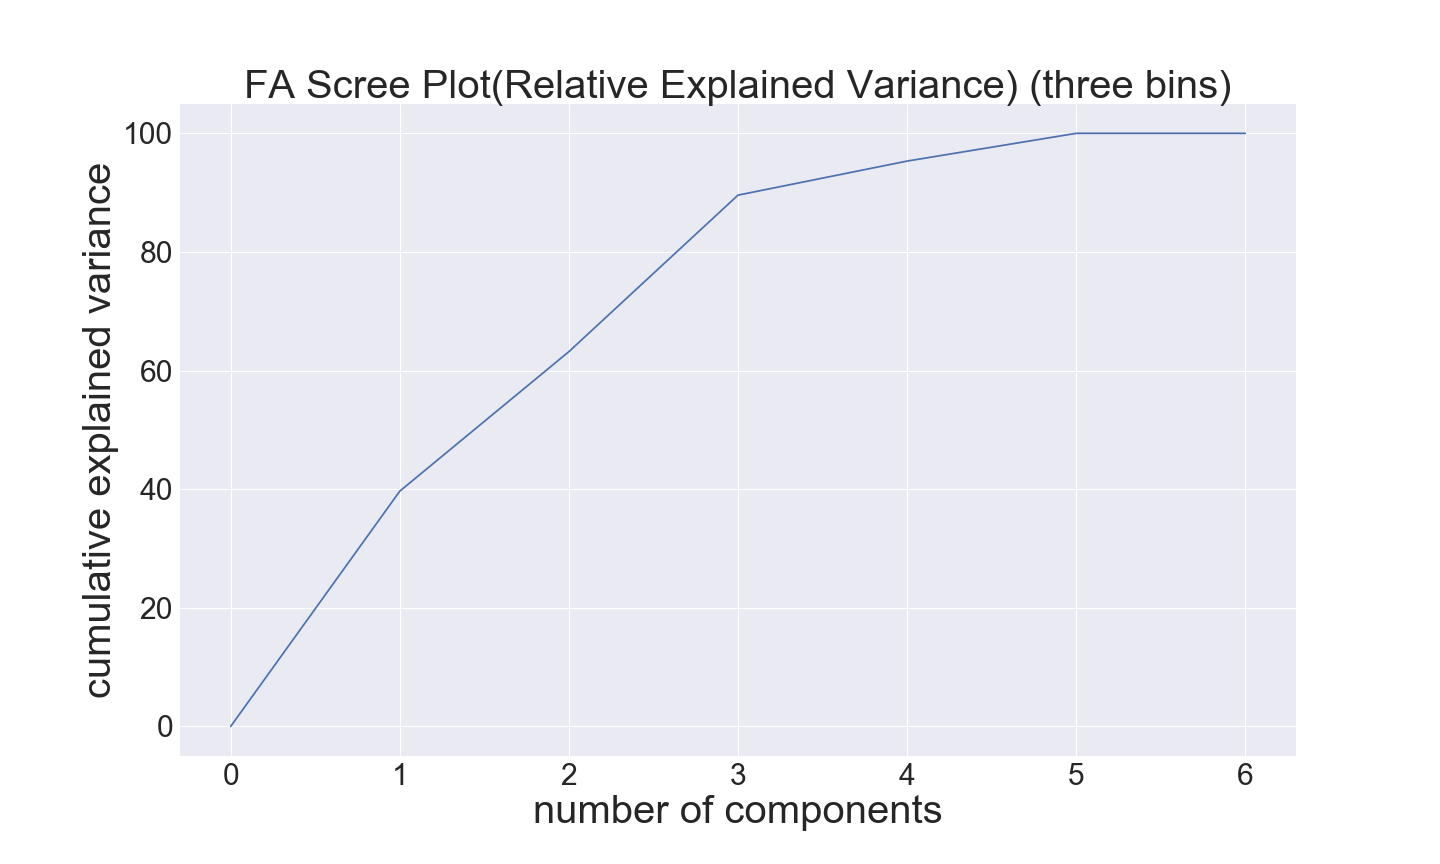 FA Scree Plot(Relative Explained Variance) (three bins)
100
80
60
40
20
0
cumulative explained variance
0 1 2 3 4 5 6
number of components